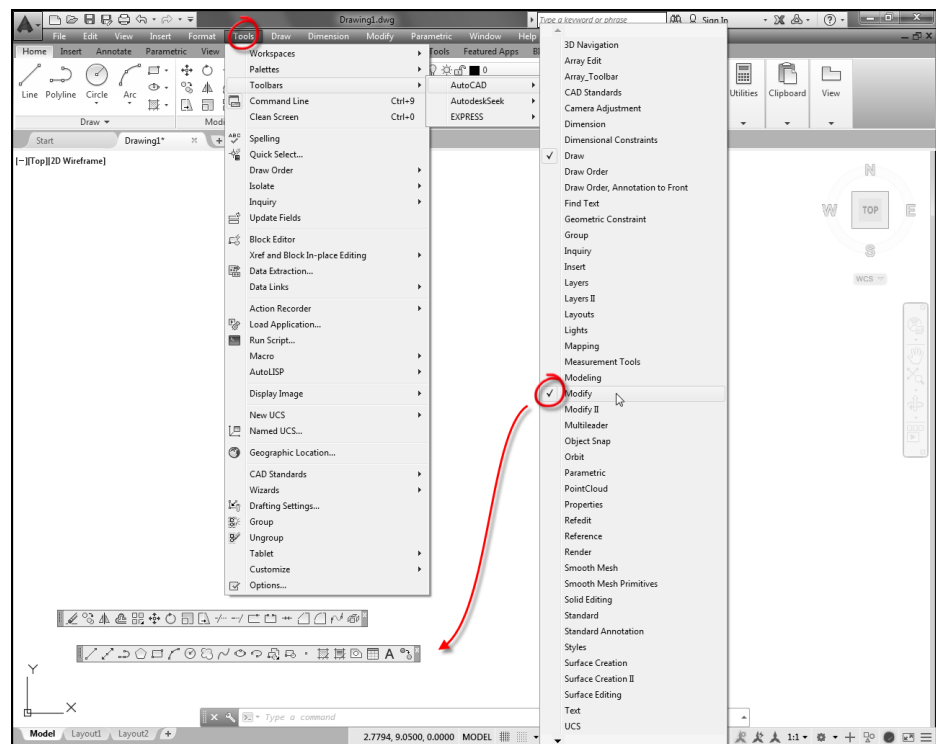 Drawing1.dwg
Type a keyword or phrase
Sign In
File Edit View Insert Format Tools Draw Dimension Modify Parametric Window Help
Home Insert Annotate Parametric View
Tools Featured Apps
Line Polyline Circle Arc
Draw
Utilities Clipboard View
0
Start
Drawing1*
[−][Top][2D Wireframe]
Workspaces
Palettes
Toolbars
Command Line Ctrl+9
Clean Screen Ctrl+0
Spelling
Quick Select...
Draw Order
Isolate
Inquiry
Update Fields
Block Editor
Xref and Block In-place Editing
Data Extraction...
Data Links
Action Recorder
Load Application...
Run Script...
Macro
AutoLISP
Display Image
New UCS
Named UCS...
Geographic Location...
CAD Standards
Wizards
Drafting Settings...
Group
Ungroup
Tablet
Customize
Options...
AutoCAD
AutodeskSeek
EXPRESS
3D Navigation
Array Edit
Array_Toolbar
CAD Standards
Camera Adjustment
Dimension
Dimensional Constraints
Draw
Draw Order
Draw Order, Annotation to Front
Find Text
Geometric Constraint
Group
Inquiry
Insert
Layers
Layers II
Layouts
Lights
Mapping
Measurement Tools
Modeling
Modify
Modify II
Multileader
Object Snap
Orbit
Parametric
PointCloud
Properties
Refedit
Reference
Render
Smooth Mesh
Smooth Mesh Primitives
Solid Editing
Standard
Standard Annotation
Styles
Surface Creation
Surface Creation II
Surface Editing
Text
UCS
N
W TOP E
S
WCS
Y
X
Type a command
Model Layout1 Layout2 +
2.7794, 9.0500, 0.0000 MODEL
1:1